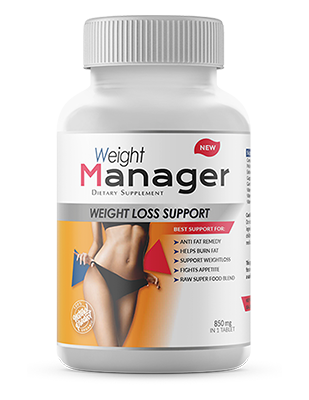 NEW
Weight
Manager
DIETARY SUPPLEMENT
WEIGHT LOSS SUPPORT
BEST SUPPORT FOR:
ANTI FAT REMEDY
HELPS BURN FAT
SUPPORT WEIGHTLOSS
FIGHTS APPETITE
RAW SUPER FOOD BLEND
850 mg
IN 1 TABLET